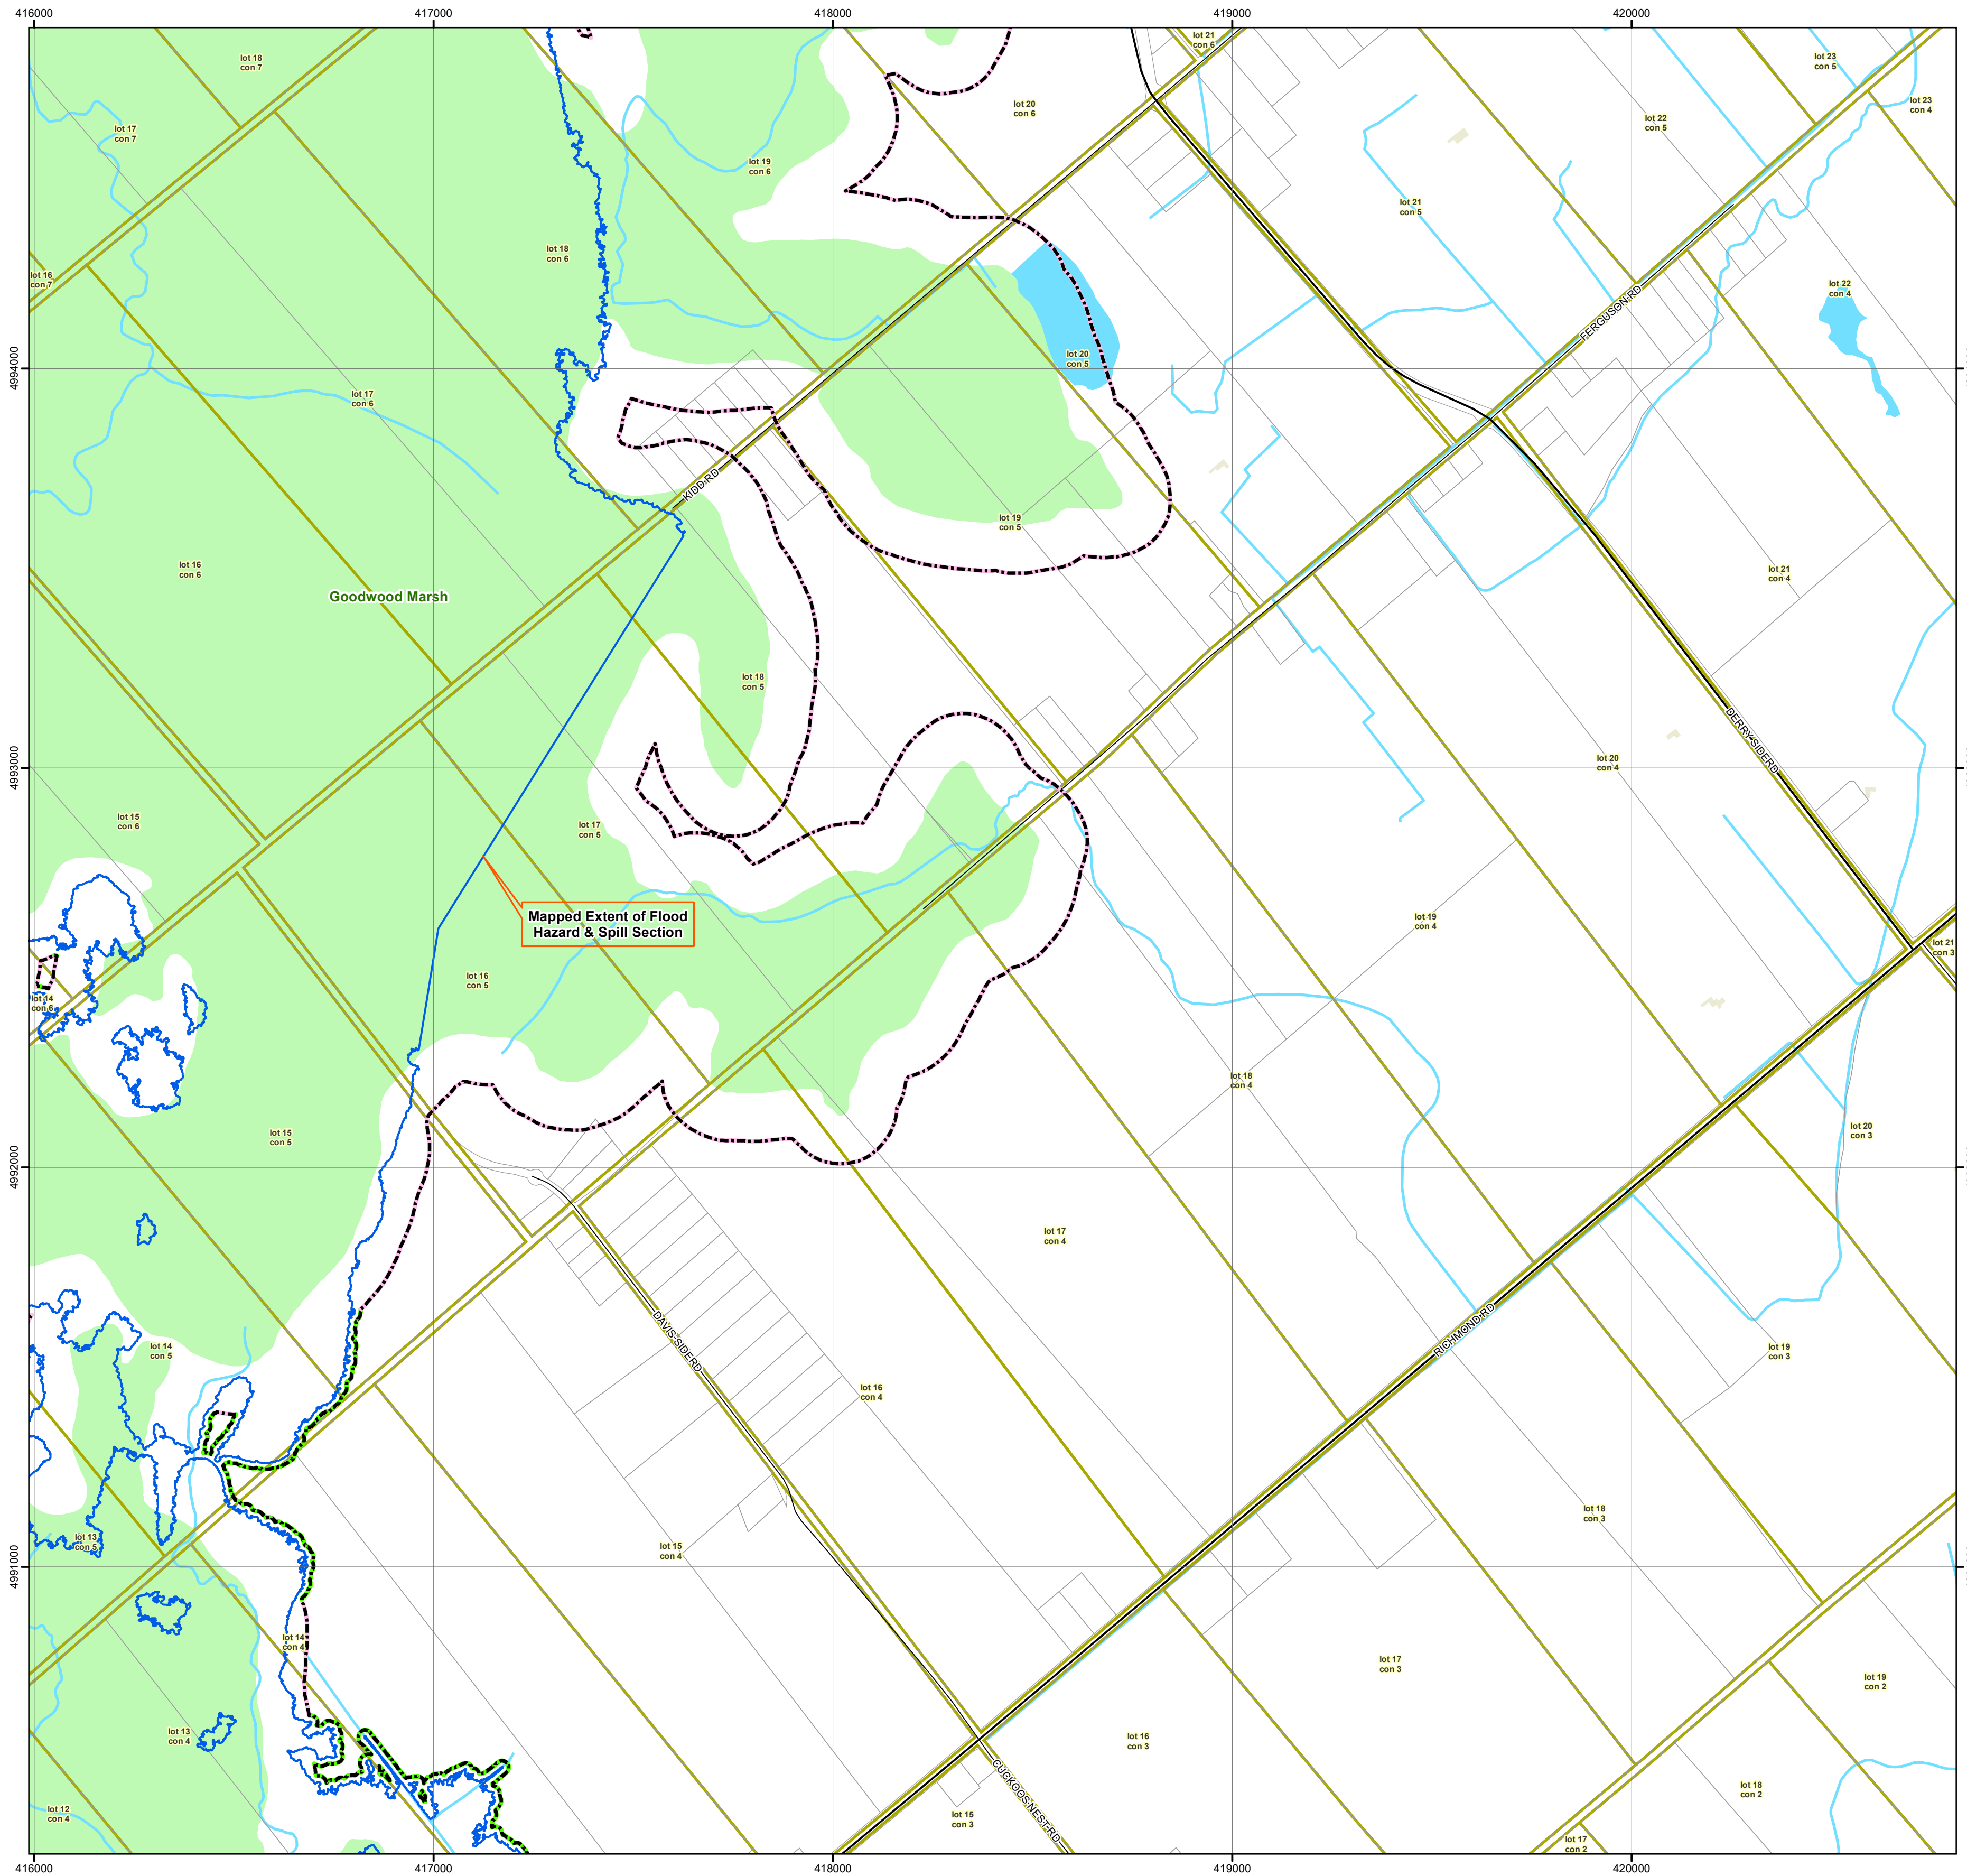 416000
417000
418000
419000
420000
lot 21
con 6
lot 18
con 7
lot 23
con 5
lot 23
con 4
lot 20
con 6
lot 22
con 5
lot 17
con 7
lot 19
con 6
lot 21
con 5
lot 18
con 6
lot 16
con 7
lot 22
con 4
FERGUSON RD
4994000
lot 20
con 5
lot 17
con 6
KIDD RD
lot 19
con 5
lot 16
con 6
lot 21
con 4
Goodwood Marsh
lot 18
con 5
DERRY SIDERD
4993000
lot 20
con 4
lot 15
con 6
lot 17
con 5
Mapped Extent of Flood
Hazard & Spill Section
lot 19
con 4
lot 21
con 3
lot 16
con 5
lot 14
con 6
lot 18
con 4
lot 15
con 5
lot 20
con 3
4992000
lot 17
con 4
RICHMOND RD
DAVIS SIDERD
lot 14
con 5
lot 19
con 3
lot 16
con 4
lot 18
con 3
lot 13
con 5
lot 15
con 4
4991000
lot 14
con 4
lot 17
con 3
lot 19
con 2
lot 13
con 4
lot 16
con 3
CUCKOOS NEST RD
lot 18
con 2
lot 12
con 4
lot 15
con 3
lot 17
con 2
416000
417000
418000
419000
420000